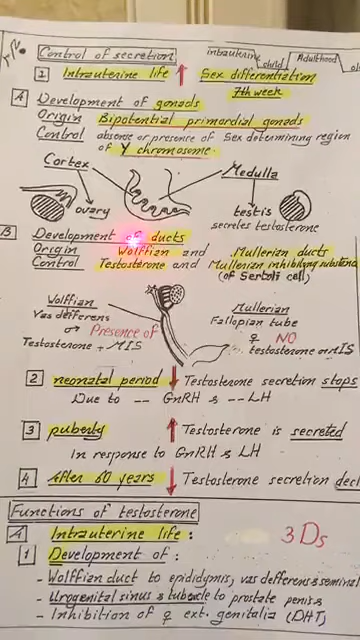 Control of secretion
intrauterine child Adulthood ol
1 Intrauterine life ↑ Sex differentiation
7th week
A Development of gonads
Origin Bipotential primordial gonads
Control absence or presence of Sex determining region
of Y chromosome.
Cortex Medulla
ovary testis
secretes testosterone
B Development of ducts
Origin Wolffian and Mullerian ducts
Control Testosterone and Mullerian inhibiting substance
(of Sertoli cell)
Wolffian Mullerian
Vas defferens Fallopian tube
♂ Presence of ♀ NO
Testosterone + MIS testosterone or MIS
2 neonatal period ↓ Testosterone secretion stops
Due to -- GnRH & -- LH
3 puberty ↑ Testosterone is secreted
In response to GnRH & LH
4 After 60 years ↓ Testosterone secretion decl
Functions of testosterone
A Intrauterine life : 3 Ds
1 Development of :
- Wolffian duct to epididymis, vas defferens & seminal
- Urogenital sinus & tubercle to prostate penis &
- Inhibition of ♀ ext. genitalia (DHT)